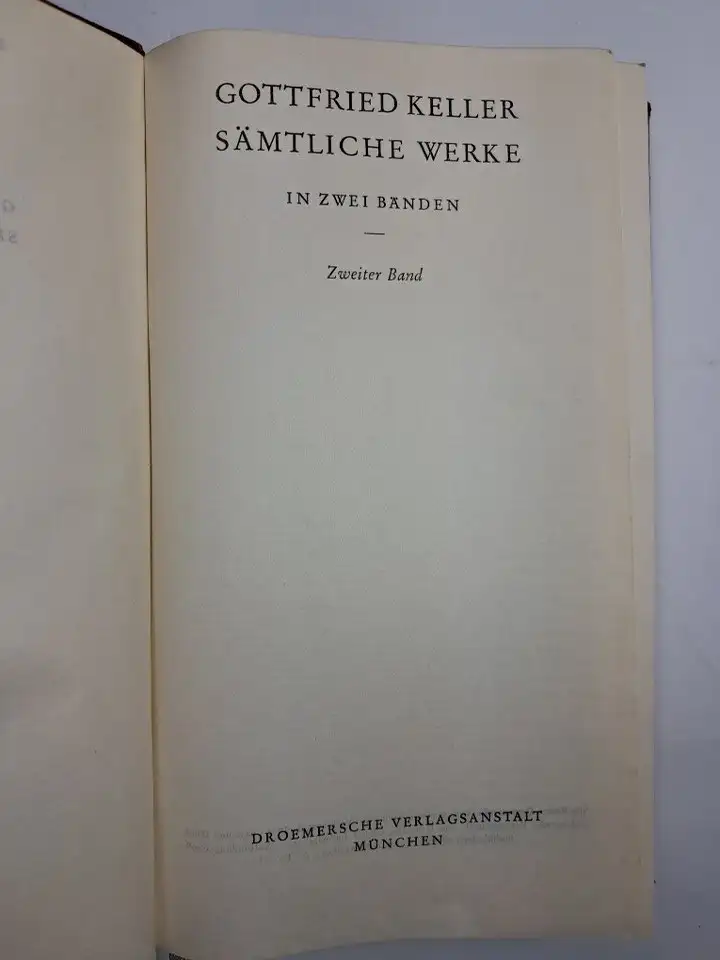 GOTTFRIED KELLER
SÄMTLICHE WERKE
IN ZWEI BÄNDEN
Zweiter Band
DROEMERSCHE VERLAGSANSTALT
MÜNCHEN